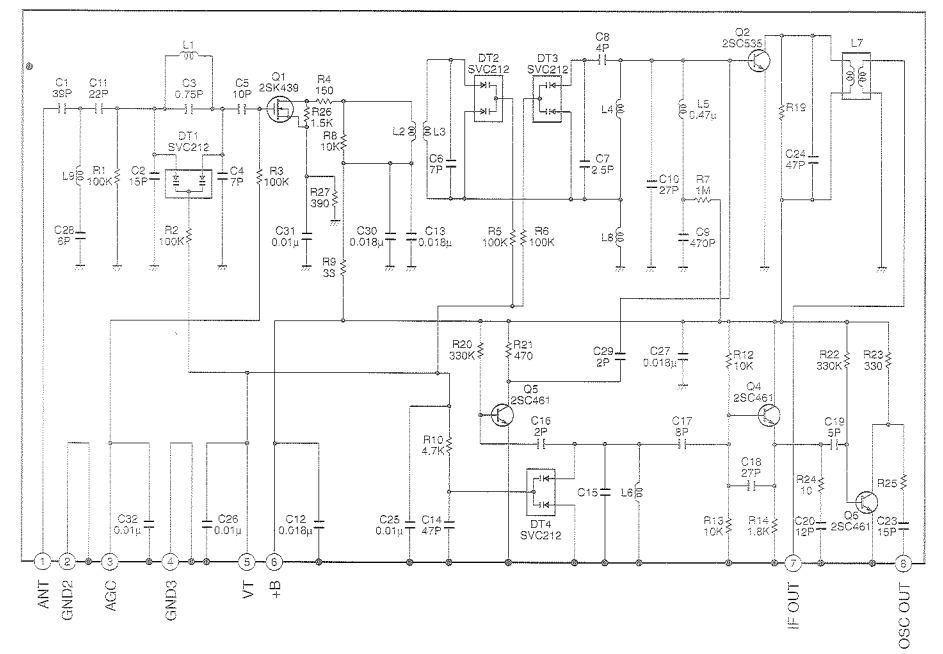 L1
C1
39P
C11
22P
C3
0.75P
C5
10P
Q1
2SK439
R4
150
R26
1.5K
R8
10K
L2
L3
DT2
SVC212
DT3
SVC212
C8
4P
Q2
2SC535
L7
DT1
SVC212
L9
R1
100K
C2
15P
C4
7P
R3
100K
C6
7P
C7
2.5P
L4
L5
0.47μ
R19
C24
47P
C28
6P
R2
100K
R27
390
C31
0.01μ
C30
0.018μ
C13
0.018μ
R5
100K
R6
100K
L8
C10
27P
R7
1M
C9
470P
R9
33
R20
330K
R21
470
C29
2P
C27
0.018μ
R12
10K
R22
330K
R23
330
Q5
2SC461
Q4
2SC461
C16
2P
C17
8P
C19
5P
R10
4.7K
C18
27P
R24
10
R25
C32
0.01μ
C26
0.01μ
C12
0.018μ
C25
0.01μ
C14
47P
DT4
SVC212
C15
L6
R13
10K
R14
1.8K
C20
12P
Q6
2SC461
C23
15P
1
2
3
4
5
6
7
8
ANT
GND2
AGC
GND3
VT
+B
IF OUT
OSC OUT